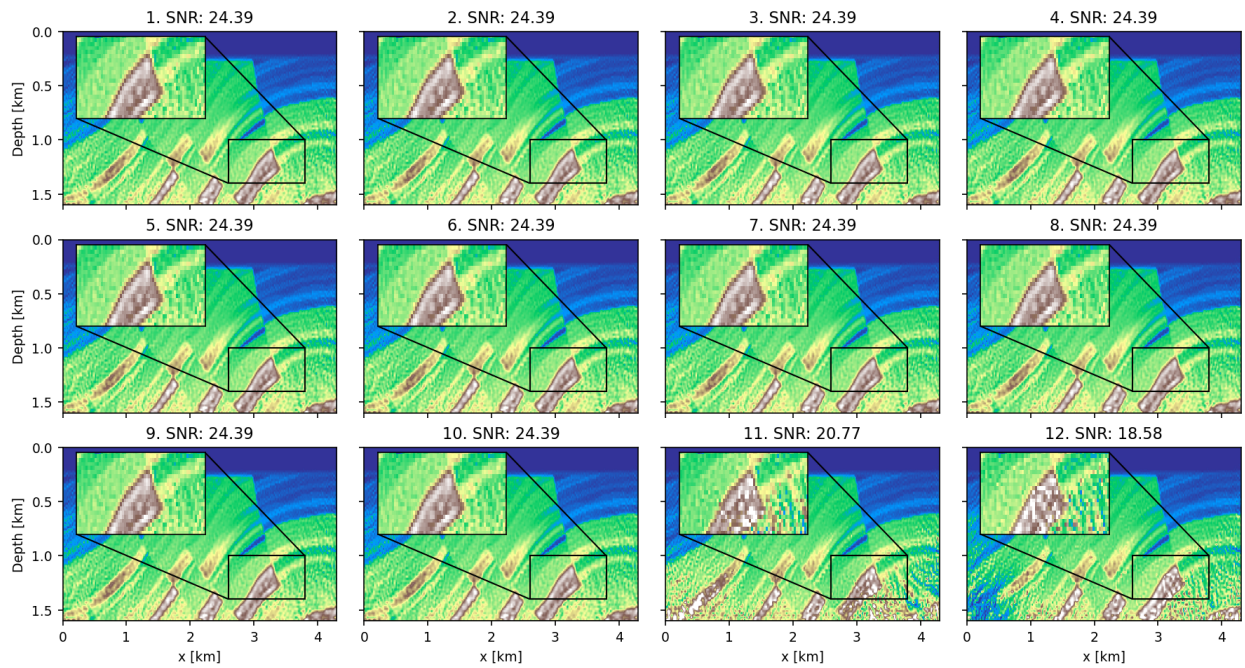 1. SNR: 24.39
2. SNR: 24.39
3. SNR: 24.39
4. SNR: 24.39
0.0
0.5
1.0
1.5
Depth [km]
5. SNR: 24.39
6. SNR: 24.39
7. SNR: 24.39
8. SNR: 24.39
0.0
0.5
1.0
1.5
Depth [km]
9. SNR: 24.39
10. SNR: 24.39
11. SNR: 20.77
12. SNR: 18.58
0.0
0.5
1.0
1.5
Depth [km]
0 1 2 3 4
0 1 2 3 4
0 1 2 3 4
0 1 2 3 4
x [km]
x [km]
x [km]
x [km]